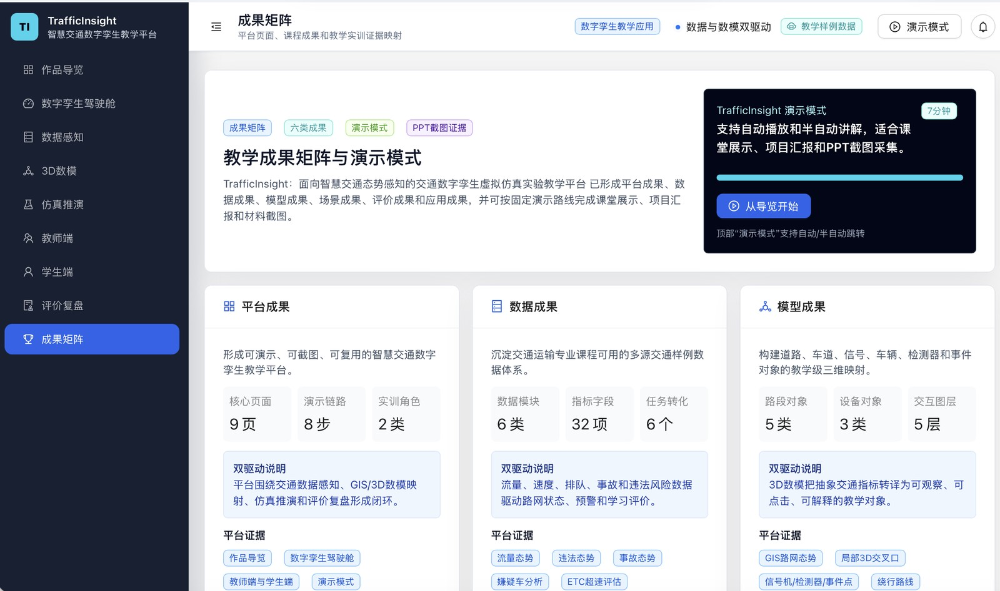 TI
TrafficInsight
智慧交通数字孪生教学平台
作品导览
数字孪生驾驶舱
数据感知
3D数模
仿真推演
教师端
学生端
评价复盘
成果矩阵
成果矩阵
平台页面、课程成果和教学实训证据映射
数字孪生教学应用
数据与数模双驱动
教学样例数据
演示模式
成果矩阵 六类成果 演示模式 PPT截图证据
教学成果矩阵与演示模式
TrafficInsight：面向智慧交通态势感知的交通数字孪生虚拟仿真实验教学平台 已形成平台成果、数
据成果、模型成果、场景成果、评价成果和应用成果，并可按固定演示路线完成课堂展示、项目汇
报和材料截图。
TrafficInsight 演示模式
7分钟
支持自动播放和半自动讲解，适合课
堂展示、项目汇报和PPT截图采集。
从导览开始
顶部“演示模式”支持自动/半自动跳转
平台成果
形成可演示、可截图、可复用的智慧交通数字
孪生教学平台。
核心页面 演示链路 实训角色
9 页 8 步 2 类
双驱动说明
平台围绕交通数据感知、GIS/3D数模映
射、仿真推演和评价复盘形成闭环。
平台证据
作品导览 数字孪生驾驶舱
教师端与学生端 演示模式
数据成果
沉淀交通运输专业课程可用的多源交通样例数
据体系。
数据模块 指标字段 任务转化
6 类 32 项 6 个
双驱动说明
流量、速度、排队、事故和违法风险数据
驱动路网状态、预警和学习评价。
平台证据
流量态势 违法态势 事故态势
嫌疑车分析 ETC超速评估
模型成果
构建道路、车道、信号、车辆、检测器和事件
对象的教学级三维映射。
路段对象 设备对象 交互图层
5 类 3 类 5 层
双驱动说明
3D数模把抽象交通指标转译为可观察、可
点击、可解释的教学对象。
平台证据
GIS路网态势 局部3D交叉口
信号机/检测器/事件点 绕行路线